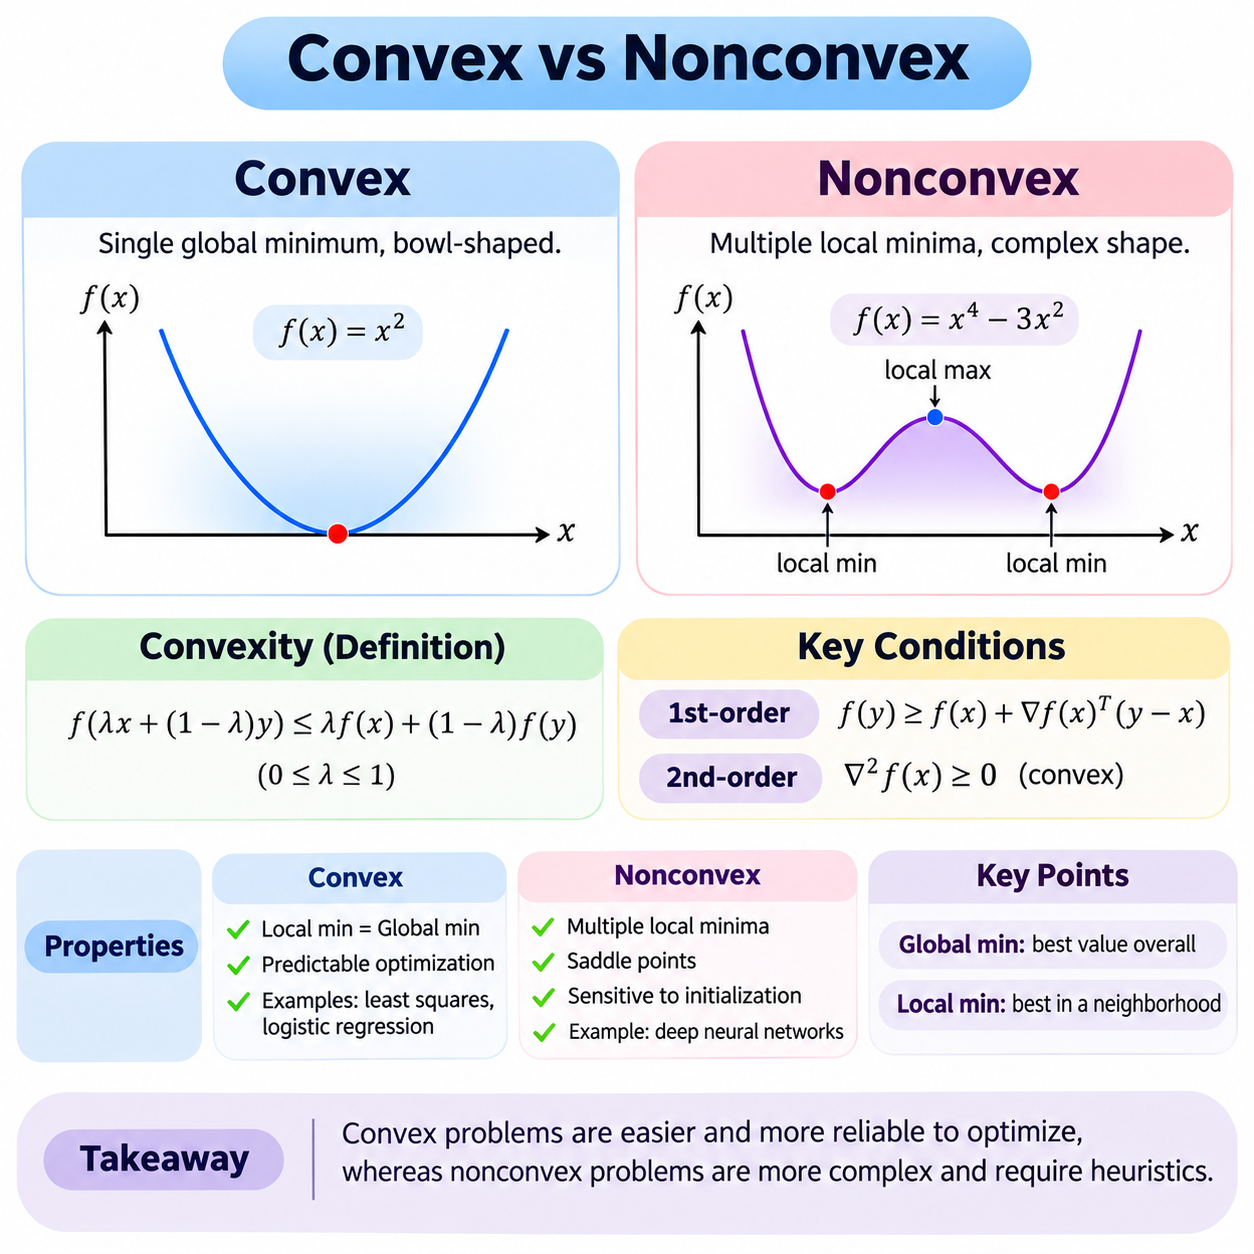 Convex vs Nonconvex
Convex
Single global minimum, bowl-shaped.
f(x)
f(x) = x²
x
Nonconvex
Multiple local minima, complex shape.
f(x)
f(x) = x⁴ − 3x²
local max
x
local min
local min
Convexity (Definition)
f(λx + (1 − λ)y) ≤ λf(x) + (1 − λ)f(y)
(0 ≤ λ ≤ 1)
Key Conditions
1st-order f(y) ≥ f(x) + ∇f(x)ᵀ(y − x)
2nd-order ∇²f(x) ≥ 0 (convex)
Properties
Convex
✓ Local min = Global min
✓ Predictable optimization
✓ Examples: least squares,
logistic regression
Nonconvex
✓ Multiple local minima
✓ Saddle points
✓ Sensitive to initialization
✓ Example: deep neural networks
Key Points
Global min: best value overall
Local min: best in a neighborhood
Takeaway
Convex problems are easier and more reliable to optimize,
whereas nonconvex problems are more complex and require heuristics.